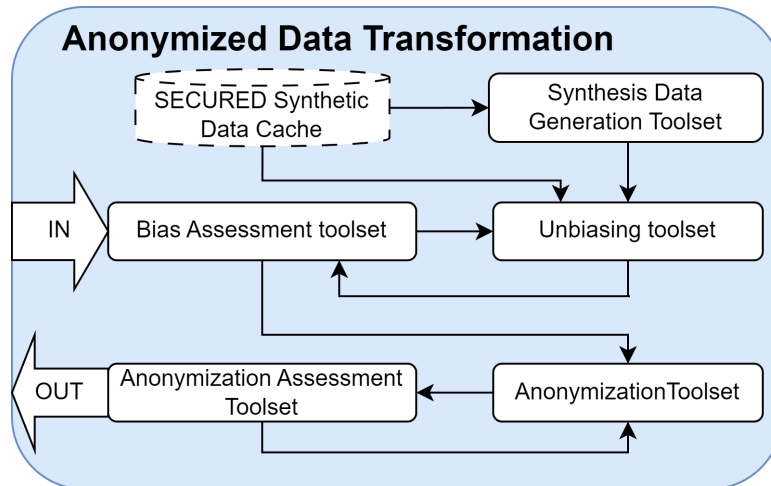 Anonymized Data Transformation
SECURED Synthetic
Data Cache
Synthesis Data
Generation Toolset
IN
Bias Assessment toolset
Unbiasing toolset
OUT
Anonymization Assessment
Toolset
AnonymizationToolset